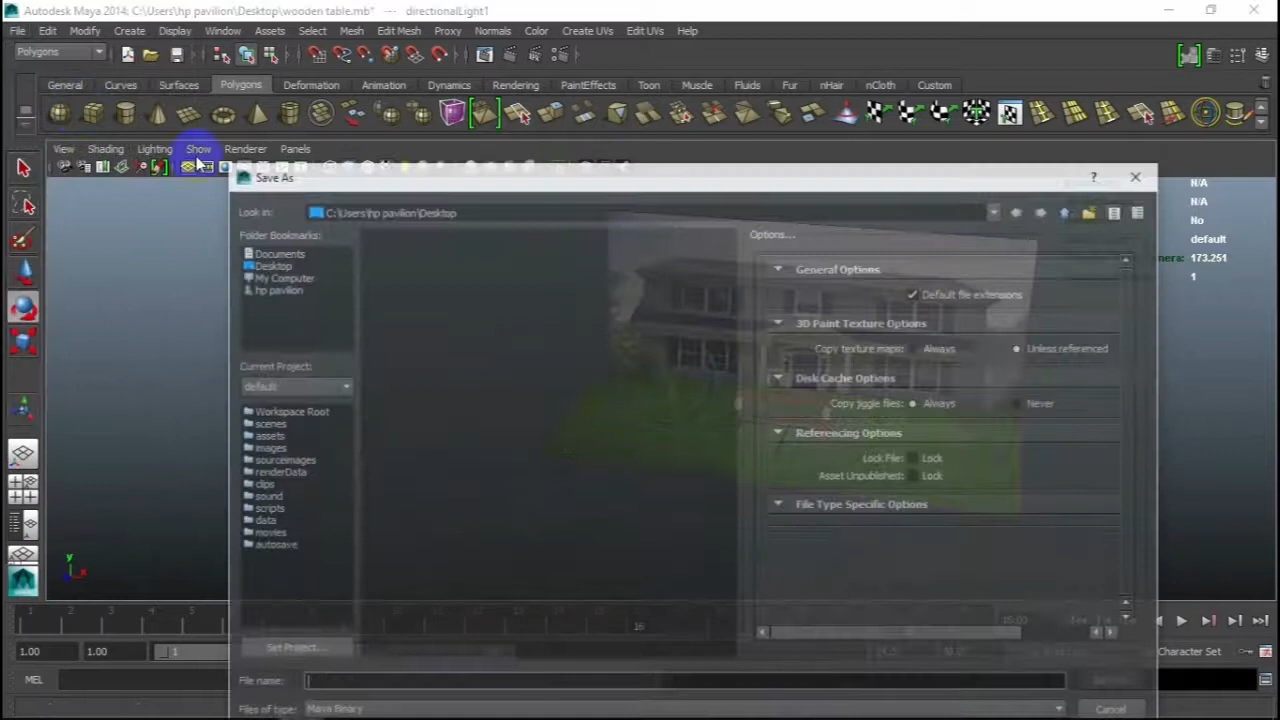 Autodesk Maya 2014: C:\Users\hp pavilion\Desktop\wooden table.mb* --- directionalLight1
File Edit Modify Create Display Window Assets Select Mesh Edit Mesh Proxy Normals Color Create UVs Edit UVs Help
Polygons
General Curves Surfaces Polygons Deformation Animation Dynamics Rendering PaintEffects Toon Muscle Fluids Fur nHair nCloth Custom
View Shading Lighting Show Renderer Panels
Save As ?
N/A
N/A
No
default
173.251
1
Look in: C:\Users\hp pavilion\Desktop
Folder Bookmarks:
Documents
Desktop
My Computer
hp pavilion
Current Project:
default
Workspace Root
scenes
assets
images
sourceimages
renderData
clips
sound
scripts
data
movies
autosave
Set Project...
Options...
General Options
Default file extensions
3D Paint Texture Options
Copy texture maps: Always Unless referenced
Disk Cache Options
Copy jiggle files: Always Never
Referencing Options
Lock File: Lock
Asset Unpublished: Lock
File Type Specific Options
y
x
1 2 3 4 5
16
1.00 1.00 1
Character Set
MEL
File name:
Files of type: Maya Binary
Cancel